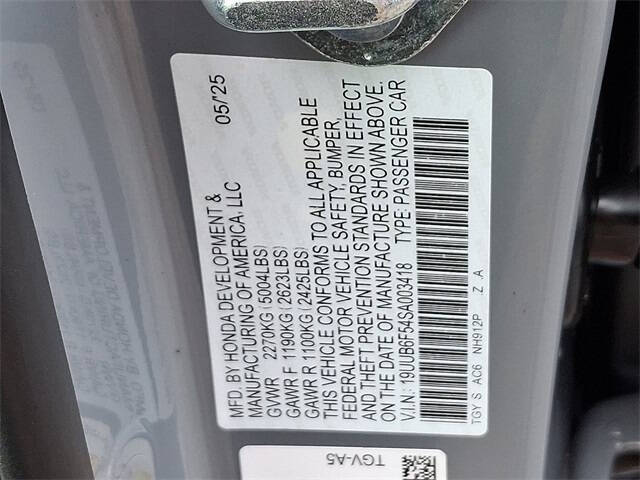 MFD. BY HONDA DEVELOPMENT & 05/'25
MANUFACTURING OF AMERICA, LLC
GVWR 2270KG(5004LBS)
GAWR F 1190KG(2623LBS)
GAWR R 1100KG(2425LBS)
THIS VEHICLE CONFORMS TO ALL APPLICABLE
FEDERAL MOTOR VEHICLE SAFETY, BUMPER,
AND THEFT PREVENTION STANDARDS IN EFFECT
ON THE DATE OF MANUFACTURE SHOWN ABOVE.
V.I.N: 19UUB6F54SA003418 TYPE: PASSENGER CAR
TGY S AC6 NH912P .Z .A
TGV-A5